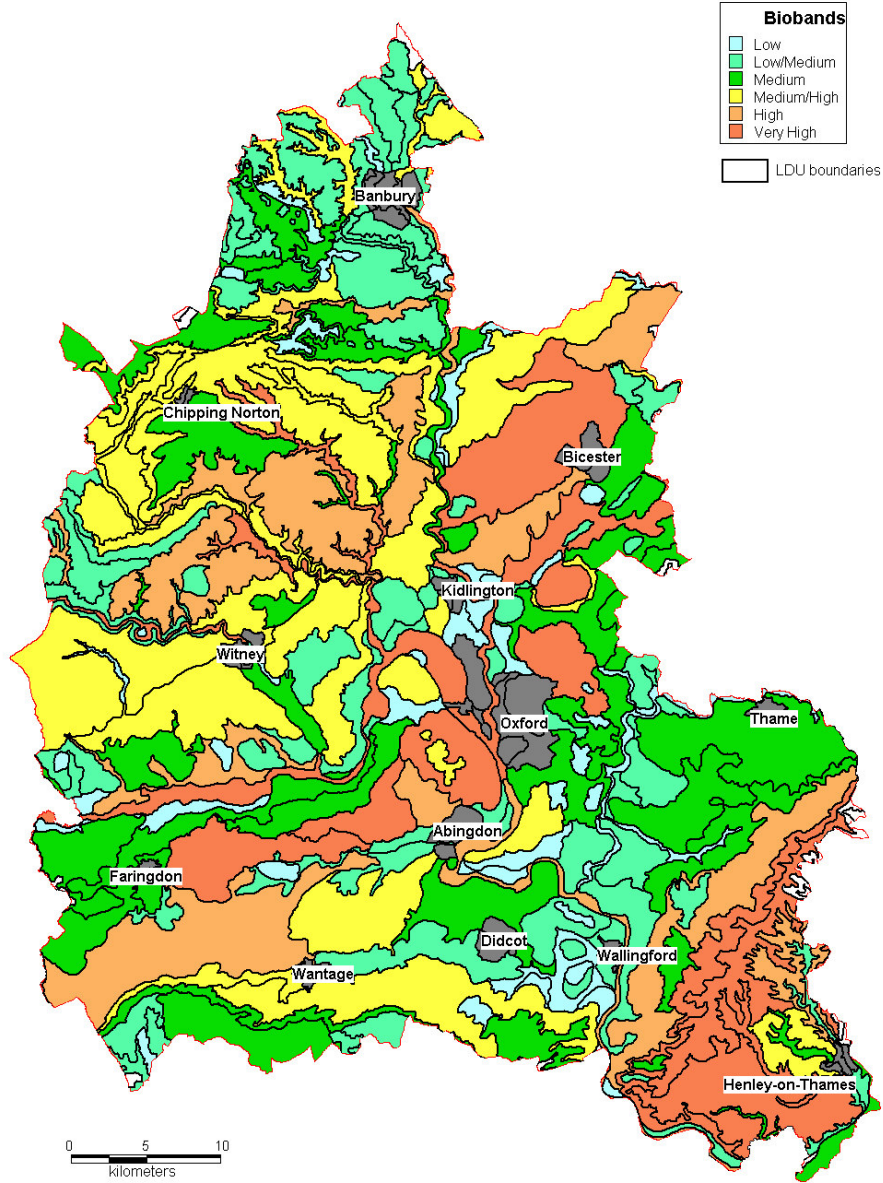 Biobands
Low
Low/Medium
Medium
Medium/High
High
Very High
LDU boundaries
Banbury
Chipping Norton
Bicester
Kidlington
Witney
Oxford
Thame
Abingdon
Faringdon
Didcot
Wallingford
Wantage
Henley-on-Thames
0 5 10
kilometers